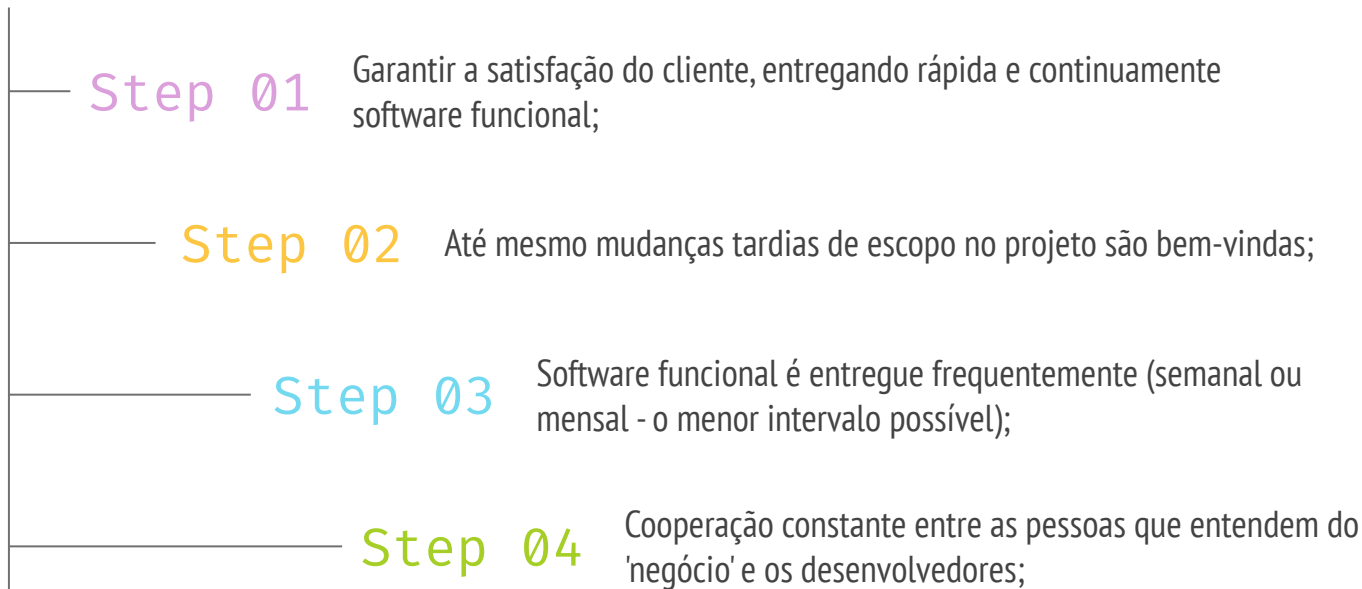 Step 01
Garantir a satisfação do cliente, entregando rápida e continuamente
software funcional;
Step 02
Até mesmo mudanças tardias de escopo no projeto são bem-vindas;
Step 03
Software funcional é entregue frequentemente (semanal ou
mensal - o menor intervalo possível);
Step 04
Cooperação constante entre as pessoas que entendem do
'negócio' e os desenvolvedores;